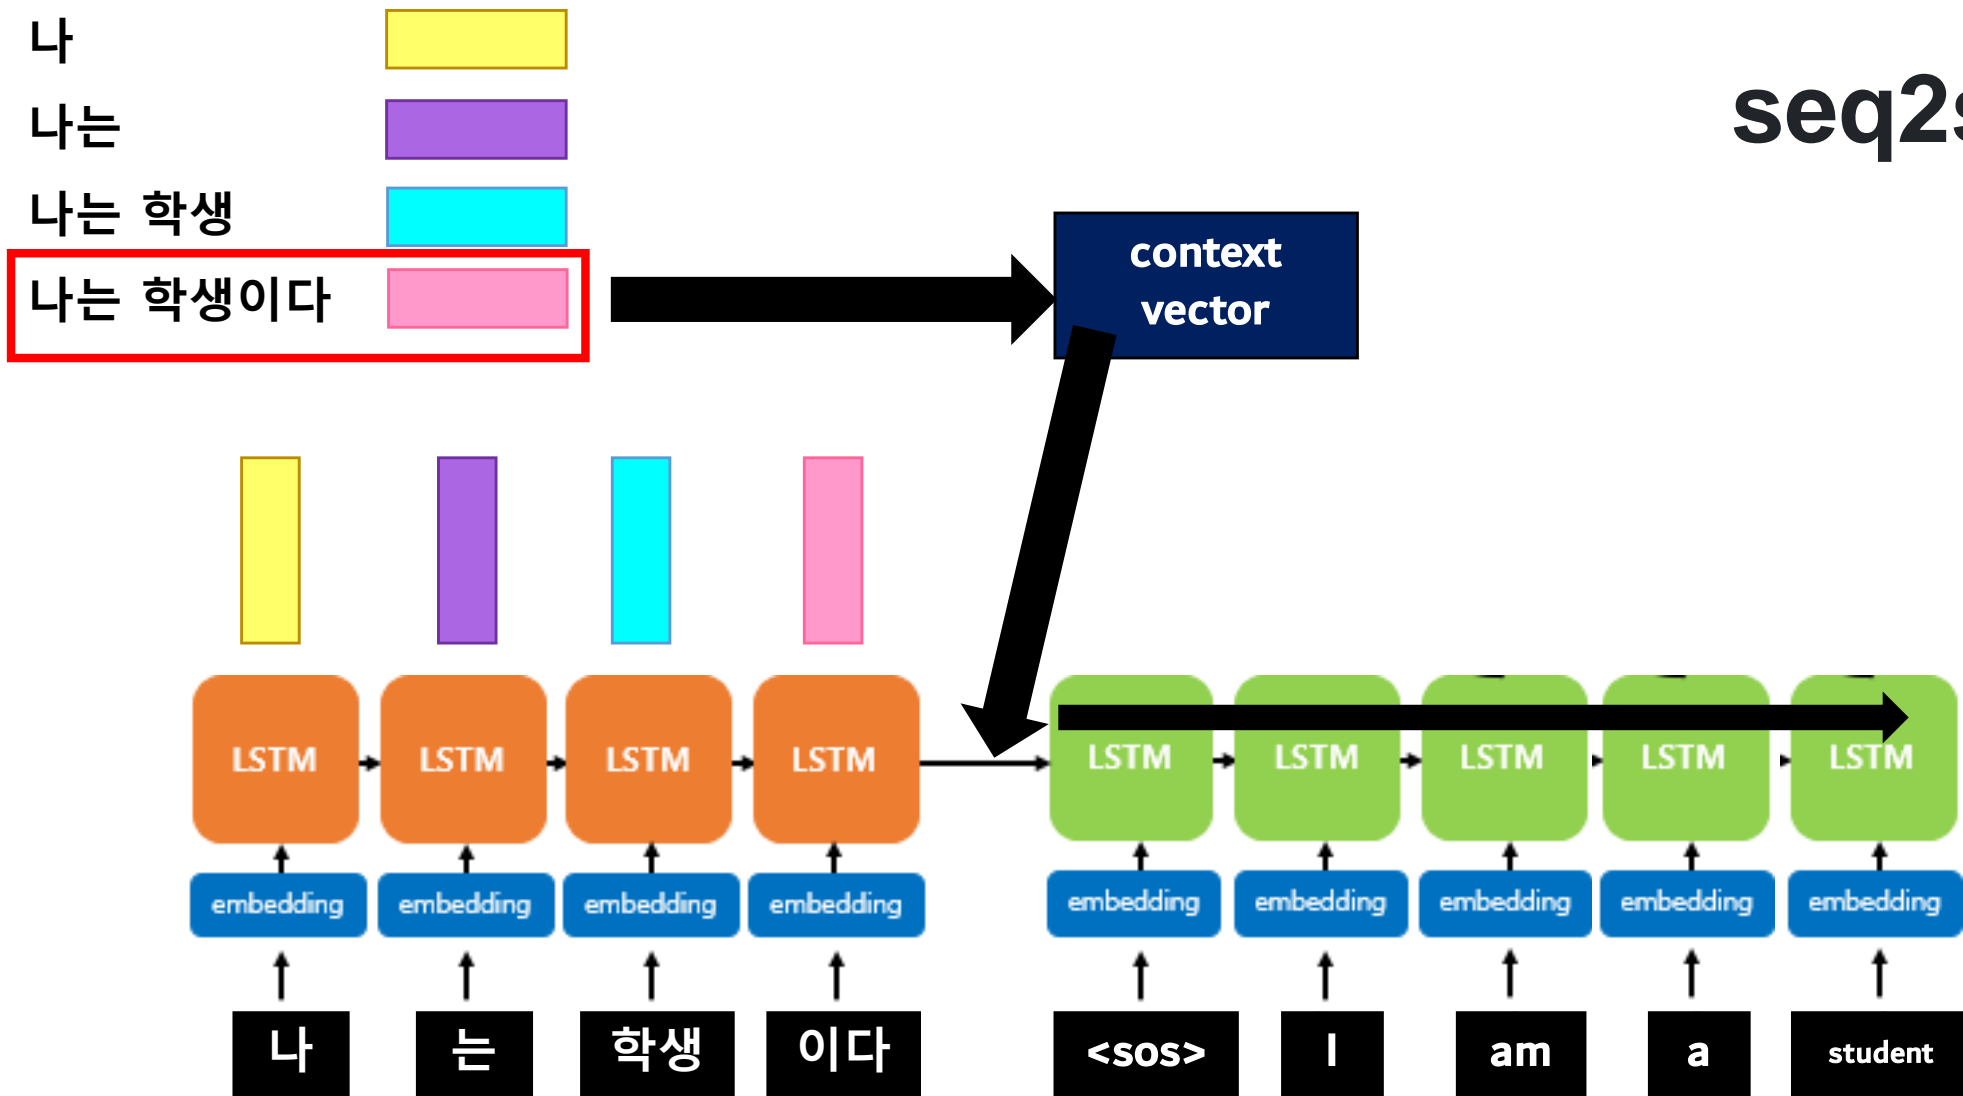 나
나는
seq2s
나는 학생
context
vector
나는 학생이다
LSTM LSTM LSTM LSTM LSTM LSTM LSTM LSTM LSTM
embedding embedding embedding embedding embedding embedding embedding embedding embedding
나 는 학생 이다 <sos> I am a student